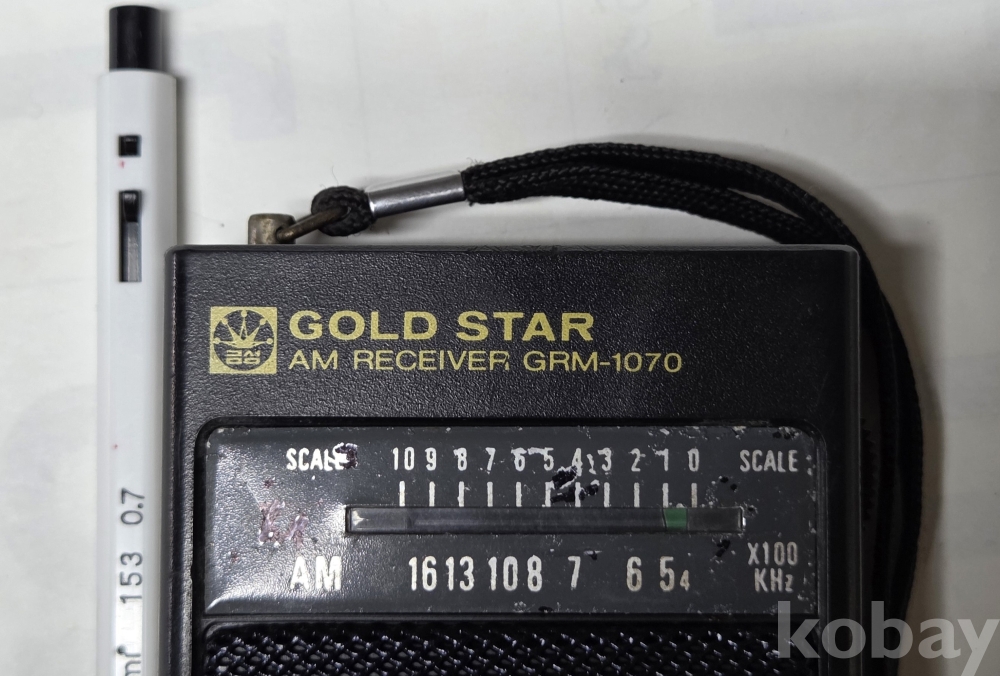 금성
GOLD STAR
AM RECEIVER GRM-1070
SCALE 10 9 8 7 6 5 4 3 2 1 0 SCALE
AM 16 13 10 8 7 6 5 4 X100 KHz
153 0.7
kobay